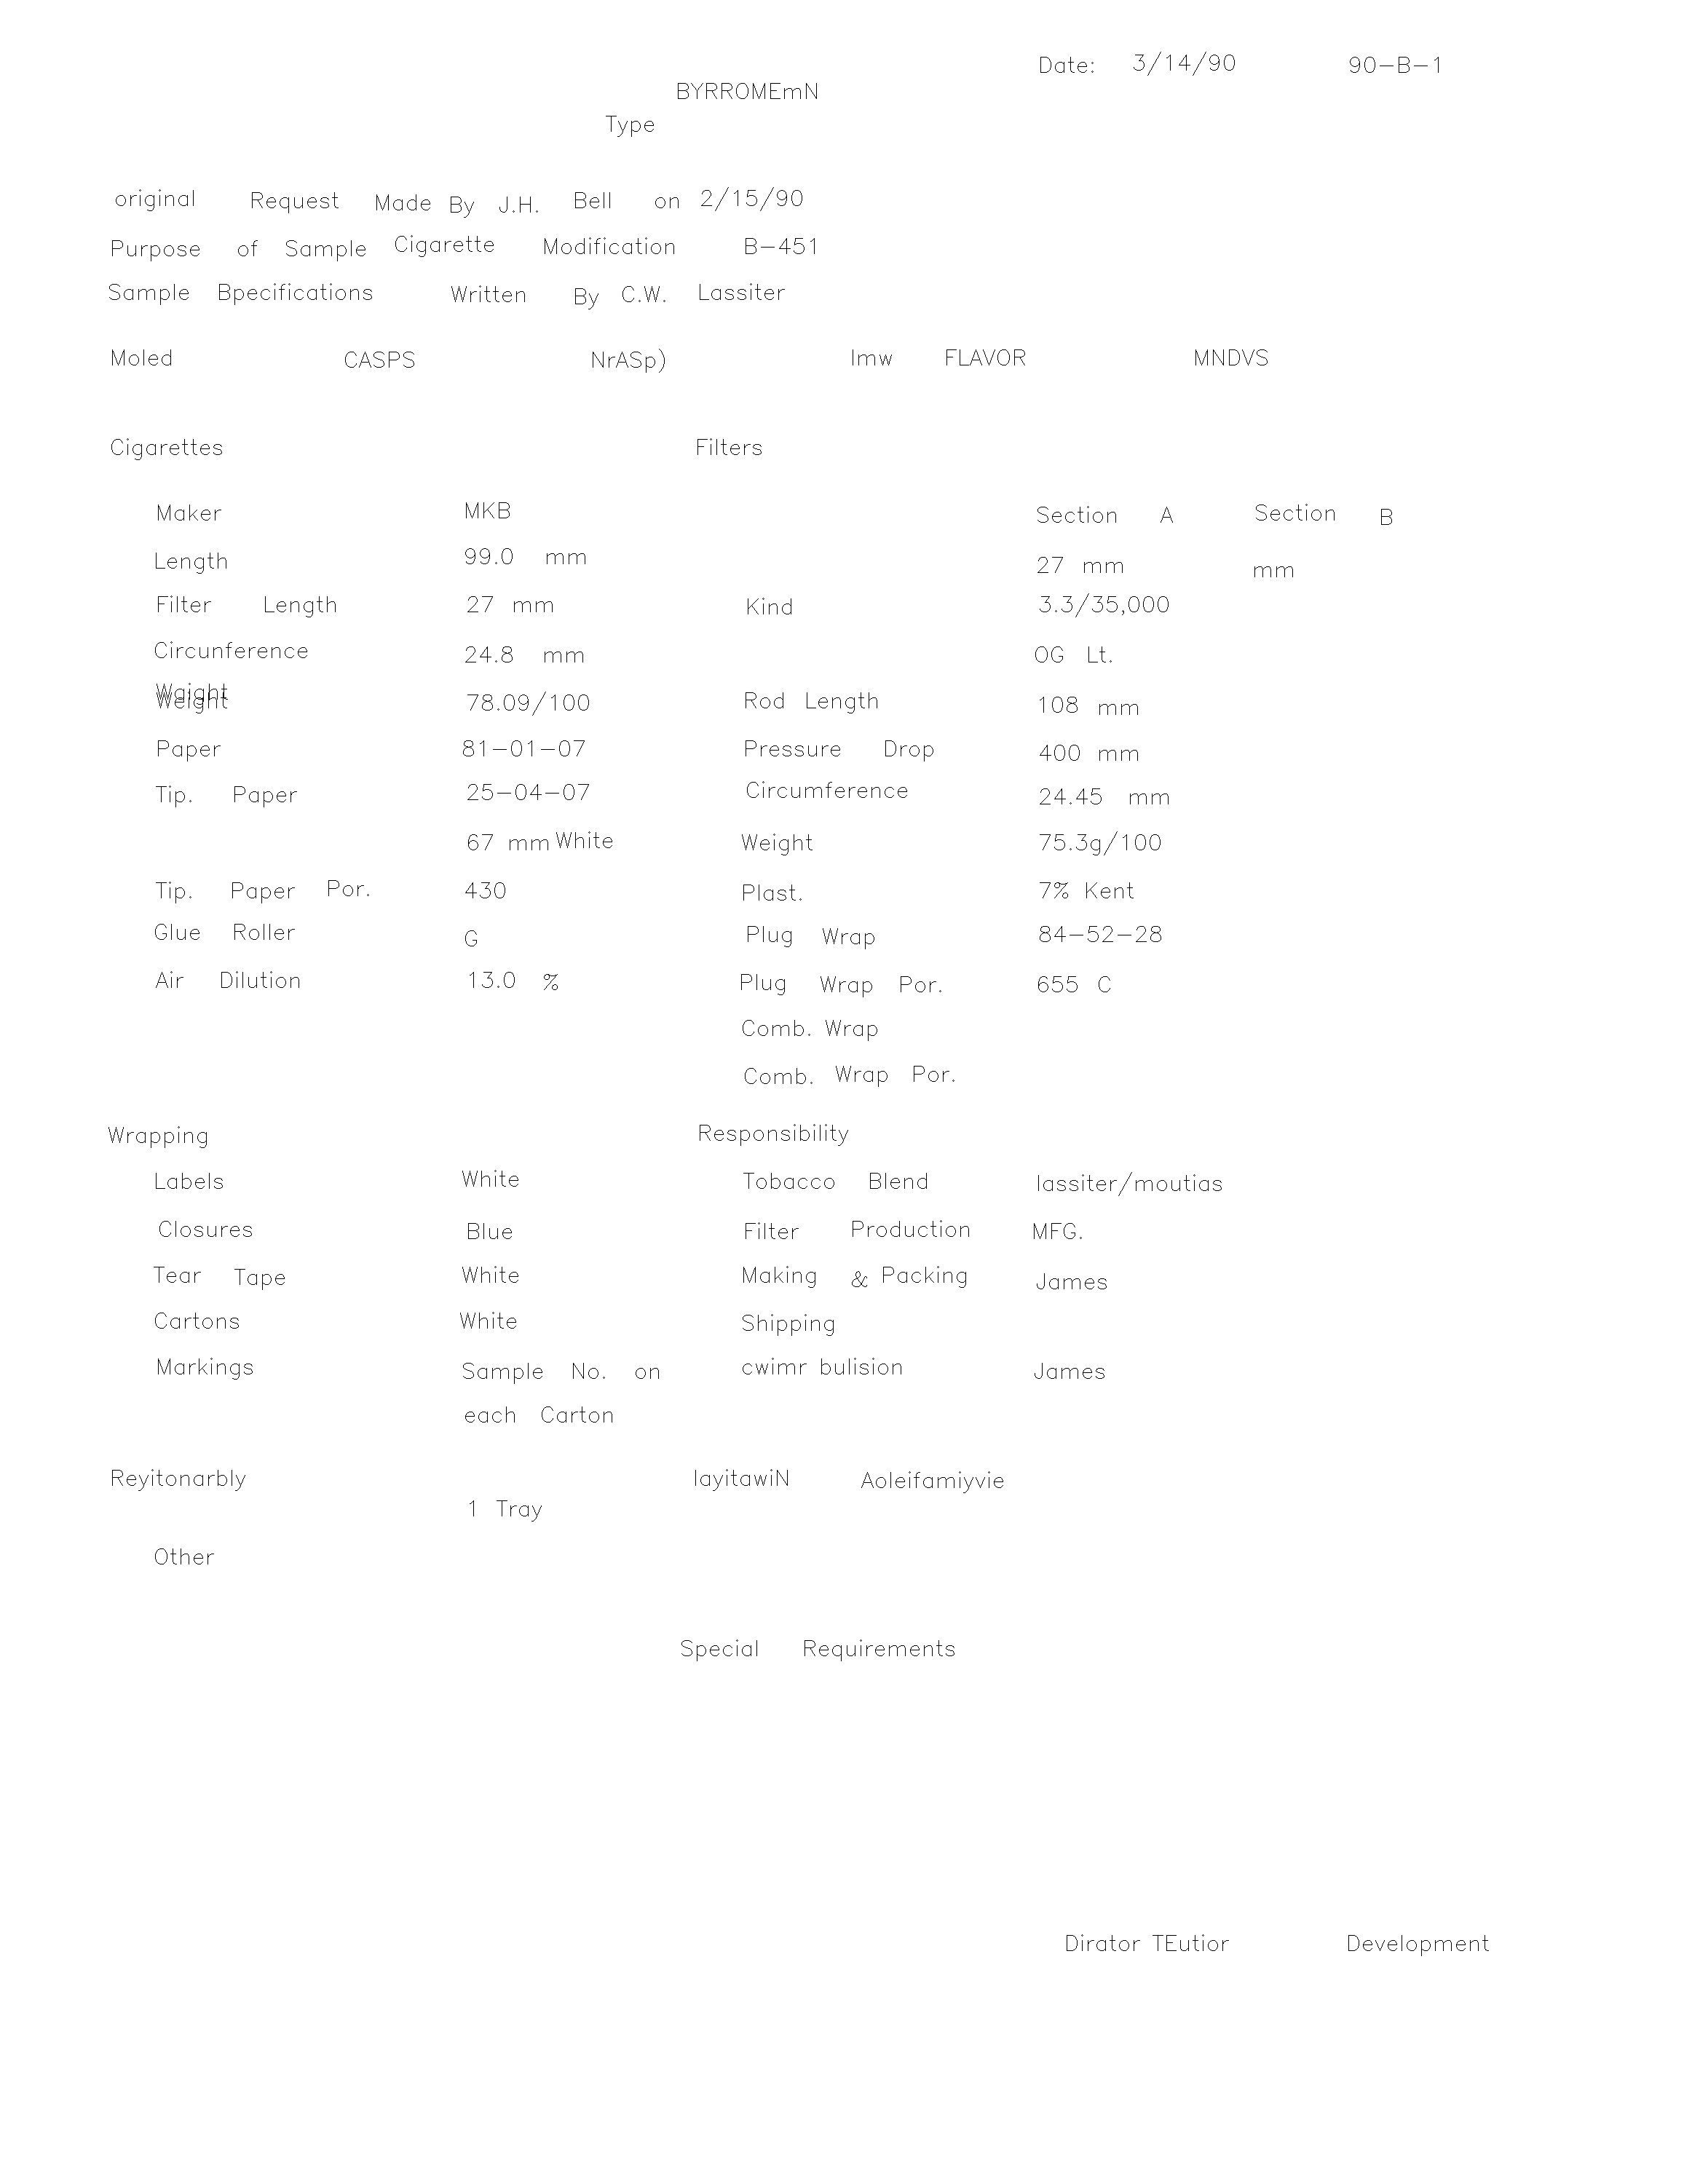 Date: 3/14/90 90-B-1
BYRROMEmN
Type
original Request Made By J.H. Bell on 2/15/90
Purpose of Sample Cigarette Modification B-451
Sample Bpecifications Written By C.W. Lassiter
Moled CASPS NrASp) Imw FLAVOR MNDVS
Cigarettes Filters
Maker MKB Section A Section B
Length 99.0 mm 27 mm mm
Filter Length 27 mm Kind 3.3/35,000
Circunference 24.8 mm OG Lt.
Waight
Weight 78.09/100 Rod Length 108 mm
Paper 81-01-07 Pressure Drop 400 mm
Tip. Paper 25-04-07 Circumference 24.45 mm
67 mm White Weight 75.3g/100
Tip. Paper Por. 430 Plast. 7% Kent
Glue Roller G Plug Wrap 84-52-28
Air Dilution 13.0 % Plug Wrap Por. 655 C
Comb. Wrap
Comb. Wrap Por.
Wrapping Responsibility
Labels White Tobacco Blend lassiter/moutias
Closures Blue Filter Production MFG.
Tear Tape White Making & Packing James
Cartons White Shipping
Markings Sample No. on cwimr bulision James
each Carton
Reyitonarbly layitawiN Aoleifamiyvie
1 Tray
Other
Special Requirements
Dirator TEutior Development